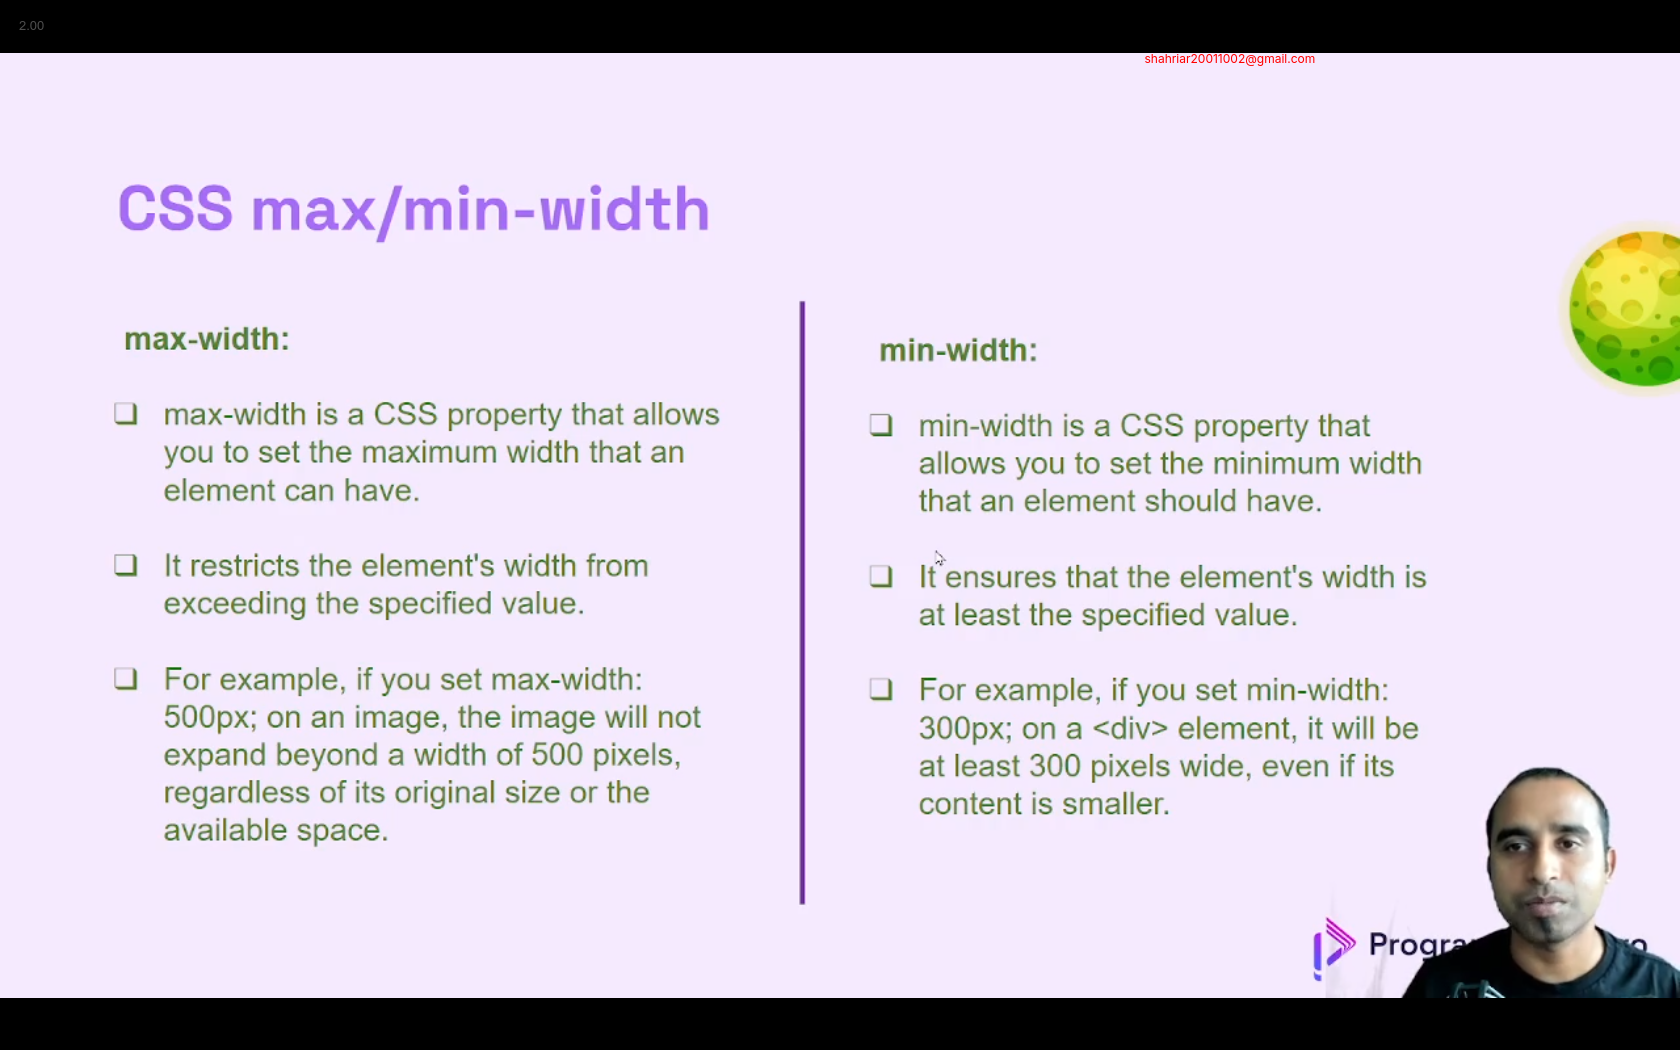 2.00
shahriar20011002@gmail.com
CSS max/min-width
max-width:
❏ max-width is a CSS property that allows
you to set the maximum width that an
element can have.
❏ It restricts the element's width from
exceeding the specified value.
❏ For example, if you set max-width:
500px; on an image, the image will not
expand beyond a width of 500 pixels,
regardless of its original size or the
available space.
min-width:
❏ min-width is a CSS property that
allows you to set the minimum width
that an element should have.
❏ It ensures that the element's width is
at least the specified value.
❏ For example, if you set min-width:
300px; on a <div> element, it will be
at least 300 pixels wide, even if its
content is smaller.